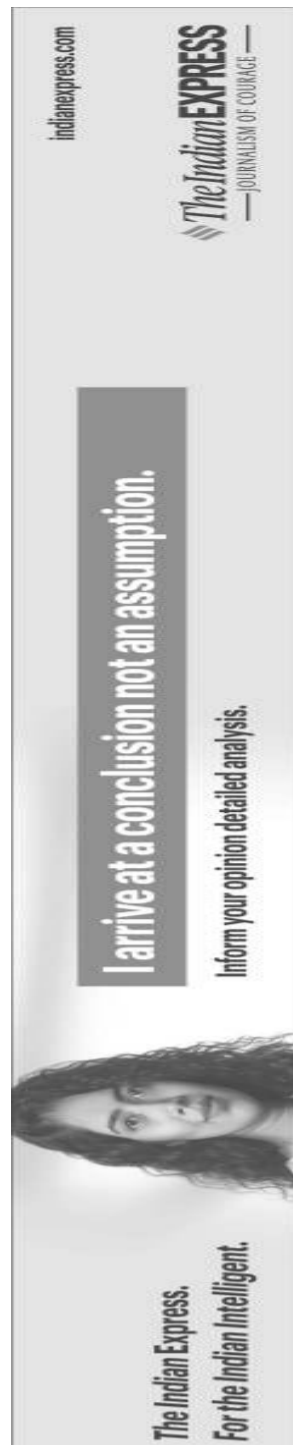 The Indian Express.
For the Indian Intelligent.
I arrive at a conclusion not an assumption.
Inform your opinion detailed analysis.
indianexpress.com
The Indian EXPRESS
JOURNALISM OF COURAGE